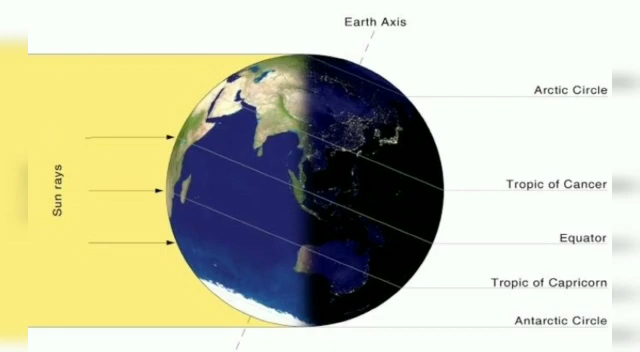 Earth Axis
Arctic Circle
Sun rays
Tropic of Cancer
Equator
Tropic of Capricorn
Antarctic Circle